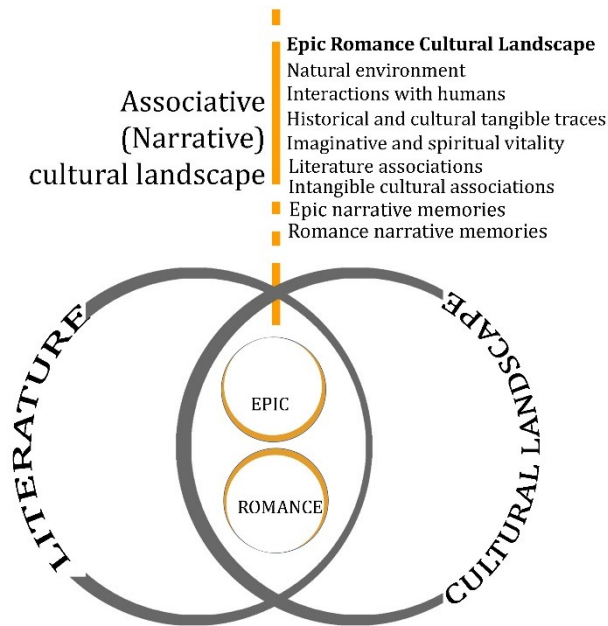 Epic Romance Cultural Landscape
Natural environment
Interactions with humans
Historical and cultural tangible traces
Imaginative and spiritual vitality
Literature associations
Intangible cultural associations
Epic narrative memories
Romance narrative memories
Associative
(Narrative)
cultural landscape
LITERATURE
CULTURAL LANDSCAPE
EPIC
ROMANCE